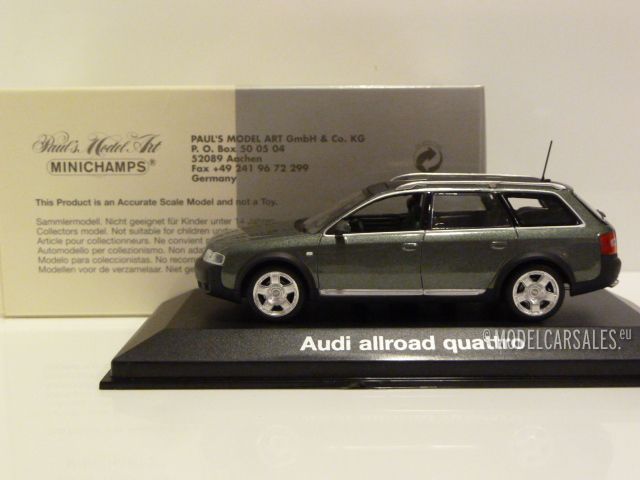 Paul's Model Art
MINICHAMPS®
PAUL'S MODEL ART GmbH & Co. KG
P. O. Box 50 05 04
52089 Aachen
Fax +49 241 96 72 299
Germany
This Product is an Accurate Scale Model and not a Toy.
Sammlermodell. Nicht geeignet für Kinder unter 14 Jahren
Collectors model. Not suitable for children under
Article pour collectionneurs. Ne convient
Automodello per collezionismo. Non
Modelo para coleccionistas. No
Modellen voor de verzamelaar. Niet
Audi allroad quattro
©MODELCARSALES.eu